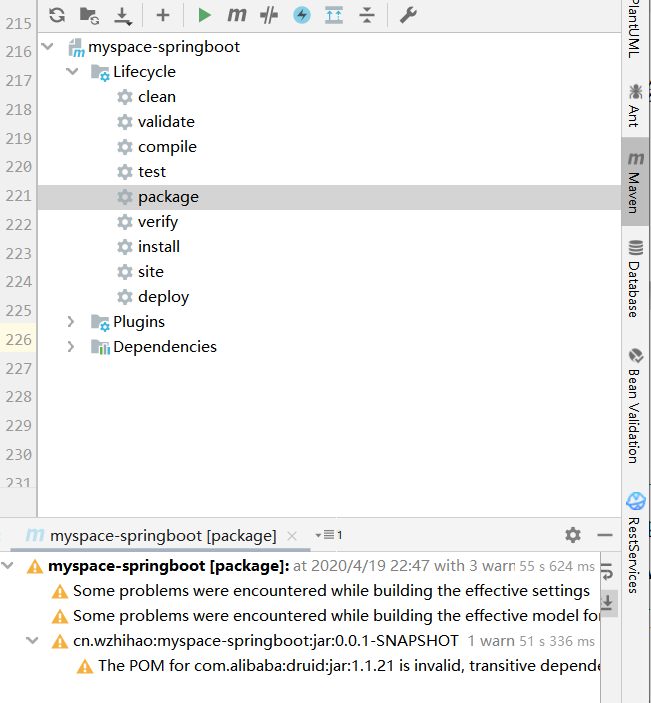 215
216
217
218
219
220
221
222
223
224
225
226
227
228
229
230
231
myspace-springboot
Lifecycle
clean
validate
compile
test
package
verify
install
site
deploy
Plugins
Dependencies
PlantUML
Ant
Maven
Database
Bean Validation
RestServices
myspace-springboot [package] 1
myspace-springboot [package]: at 2020/4/19 22:47 with 3 warn 55 s 624 ms
Some problems were encountered while building the effective settings
Some problems were encountered while building the effective model fo
cn.wzhihao:myspace-springboot:jar:0.0.1-SNAPSHOT 1 warn 51 s 336 ms
The POM for com.alibaba:druid:jar:1.1.21 is invalid, transitive depende